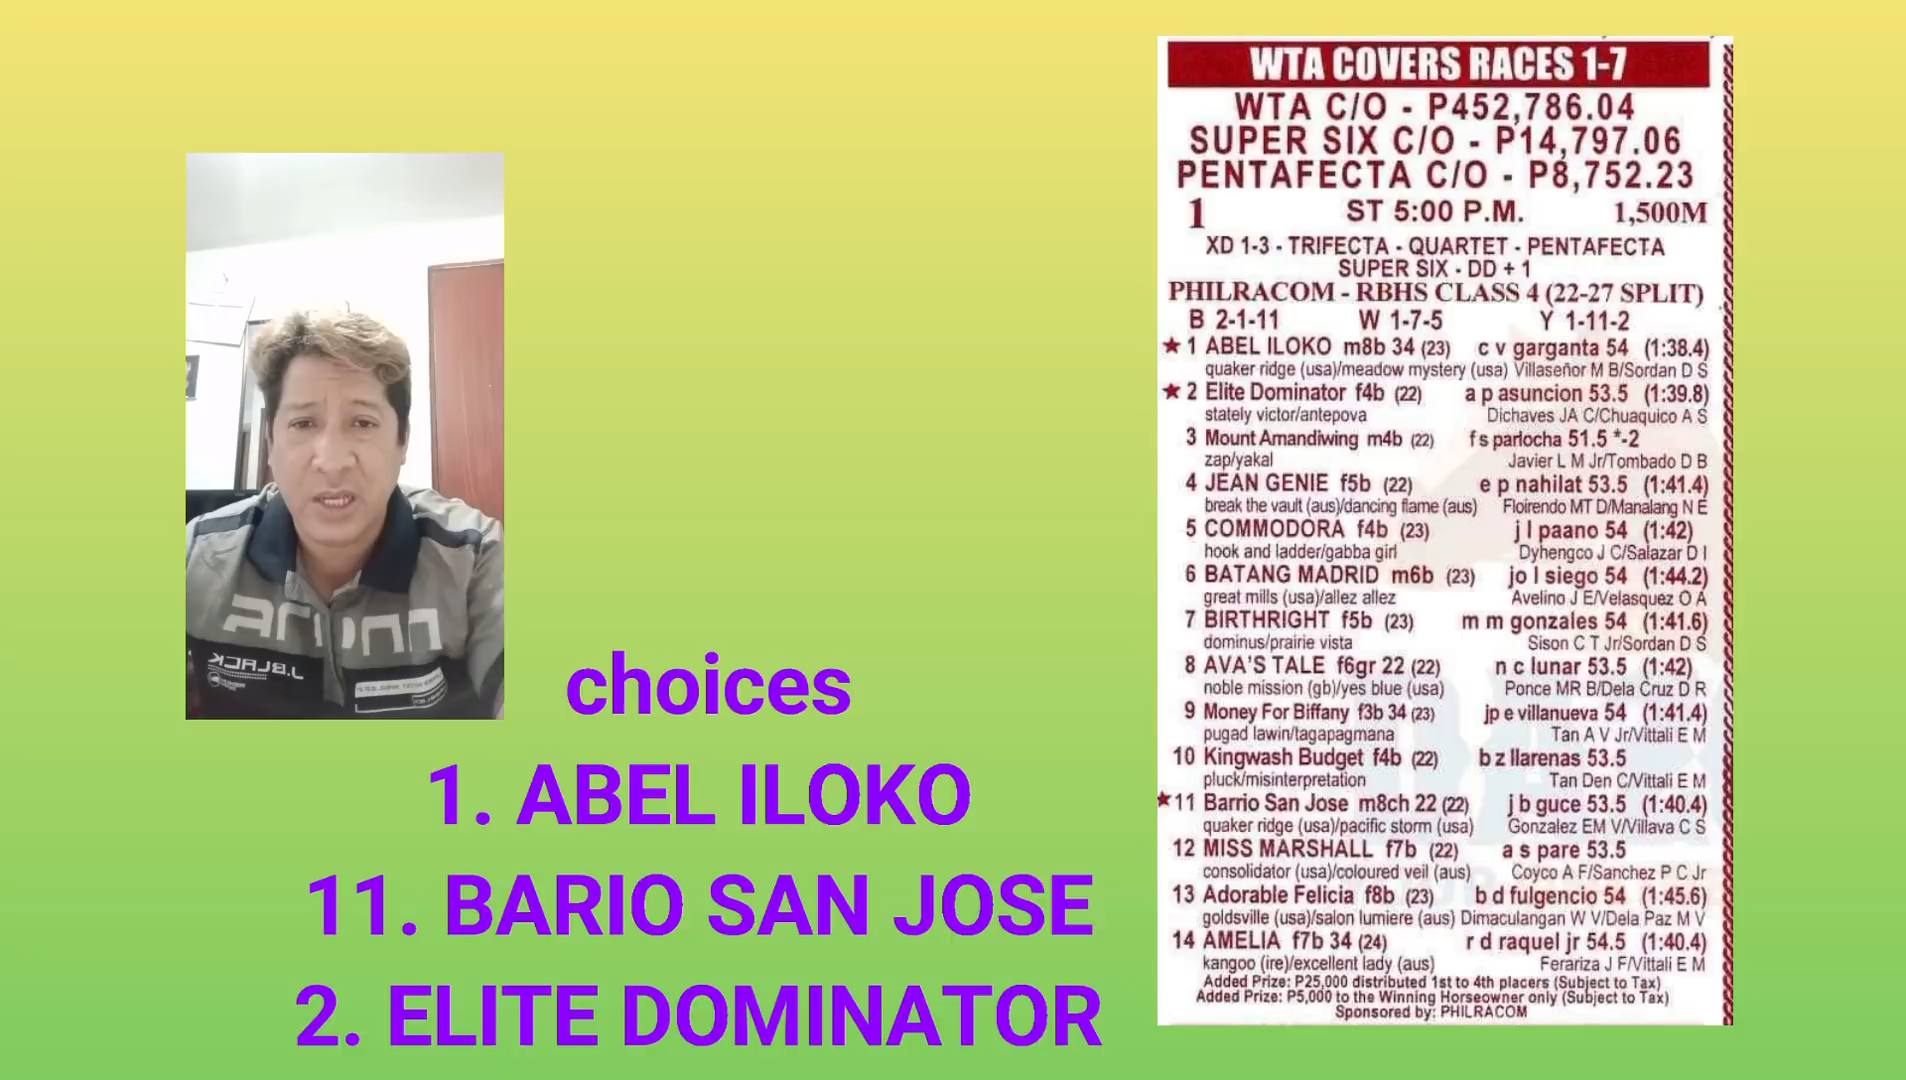 J.BLACK
choices
1. ABEL ILOKO
11. BARIO SAN JOSE
2. ELITE DOMINATOR
WTA COVERS RACES 1-7
WTA C/O - P452,786.04
SUPER SIX C/O - P14,797.06
PENTAFECTA C/O - P8,752.23
1 ST 5:00 P.M. 1,500M
XD 1-3 - TRIFECTA - QUARTET - PENTAFECTA
SUPER SIX - DD + 1
PHILRACOM - RBHS CLASS 4 (22-27 SPLIT)
B 2-1-11 W 1-7-5 Y 1-11-2
★ 1 ABEL ILOKO m8b 34 (23) c v garganta 54 (1:38.4)
quaker ridge (usa)/meadow mystery (usa) Villaseñor M B/Sordan D S
★ 2 Elite Dominator f4b (22) a p asuncion 53.5 (1:39.8)
stately victor/antepova Dichaves JA C/Chuaquico A S
3 Mount Amandiwing m4b (22) f s parlocha 51.5 *-2
zap/yakal Javier L M Jr/Tombado D B
4 JEAN GENIE f5b (22) e p nahilat 53.5 (1:41.4)
break the vault (aus)/dancing flame (aus) Floirendo MT D/Manalang N E
5 COMMODORA f4b (23) j l paano 54 (1:42)
hook and ladder/gabba girl Dyhengco J C/Salazar D I
6 BATANG MADRID m6b (23) jo l siego 54 (1:44.2)
great mills (usa)/allez allez Avelino J E/Velasquez O A
7 BIRTHRIGHT f5b (23) m m gonzales 54 (1:41.6)
dominus/prairie vista Sison C T Jr/Sordan D S
8 AVA'S TALE f6gr 22 (22) n c lunar 53.5 (1:42)
noble mission (gb)/yes blue (usa) Ponce MR B/Dela Cruz D R
9 Money For Biffany f3b 34 (23) jp e villanueva 54 (1:41.4)
pugad lawin/tagapagmana Tan A V Jr/Vittali E M
10 Kingwash Budget f4b (22) b z llarenas 53.5
pluck/misinterpretation Tan Den C/Vittali E M
★ 11 Barrio San Jose m8ch 22 (22) j b guce 53.5 (1:40.4)
quaker ridge (usa)/pacific storm (usa) Gonzalez EM V/Villava C S
12 MISS MARSHALL f7b (22) a s pare 53.5
consolidator (usa)/coloured veil (aus) Coyco A F/Sanchez P C Jr
13 Adorable Felicia f8b (23) b d fulgencio 54 (1:45.6)
goldsville (usa)/salon lumiere (aus) Dimaculangan W V/Dela Paz M V
14 AMELIA f7b 34 (24) r d raquel jr 54.5 (1:40.4)
kangoo (ire)/excellent lady (aus) Ferariza J F/Vittali E M
Added Prize: P25,000 distributed 1st to 4th placers (Subject to Tax)
Added Prize: P5,000 to the Winning Horseowner only (Subject to Tax)
Sponsored by: PHILRACOM